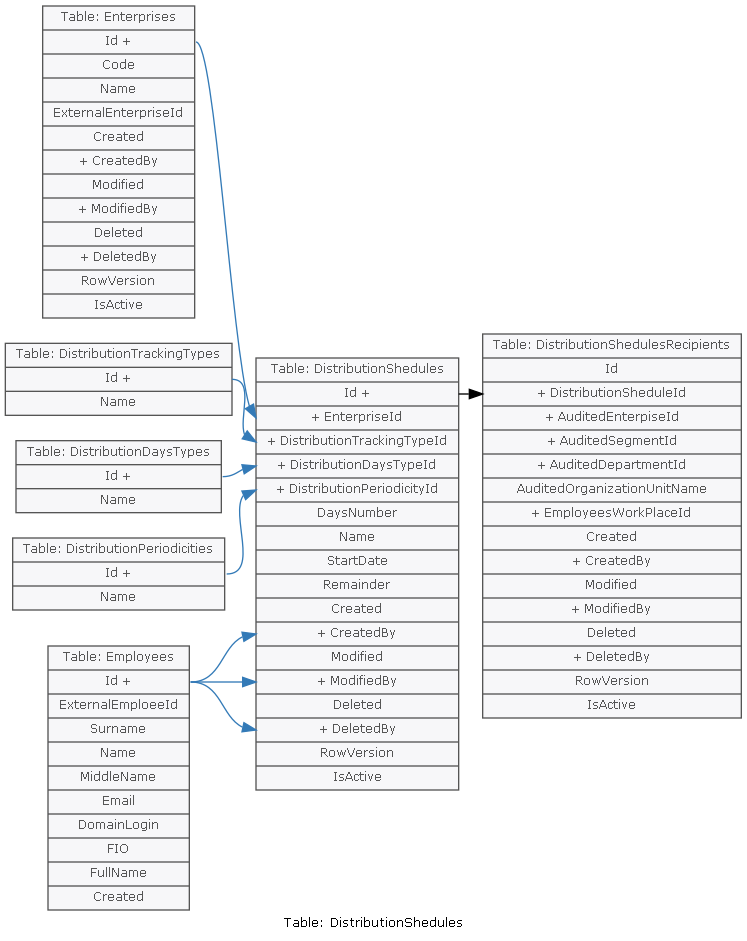 Table: Enterprises
Id +
Code
Name
ExternalEnterpriseId
Created
+ CreatedBy
Modified
+ ModifiedBy
Deleted
+ DeletedBy
RowVersion
IsActive
Table: DistributionTrackingTypes
Id +
Name
Table: DistributionDaysTypes
Id +
Name
Table: DistributionPeriodicities
Id +
Name
Table: Employees
Id +
ExternalEmploeeId
Surname
Name
MiddleName
Email
DomainLogin
FIO
FullName
Created
Table: DistributionShedules
Id +
+ EnterpriseId
+ DistributionTrackingTypeId
+ DistributionDaysTypeId
+ DistributionPeriodicityId
DaysNumber
Name
StartDate
Remainder
Created
+ CreatedBy
Modified
+ ModifiedBy
Deleted
+ DeletedBy
RowVersion
IsActive
Table: DistributionShedulesRecipients
Id
+ DistributionSheduleId
+ AuditedEnterpiseId
+ AuditedSegmentId
+ AuditedDepartmentId
AuditedOrganizationUnitName
+ EmployeesWorkPlaceId
Created
+ CreatedBy
Modified
+ ModifiedBy
Deleted
+ DeletedBy
RowVersion
IsActive
Table: DistributionShedules